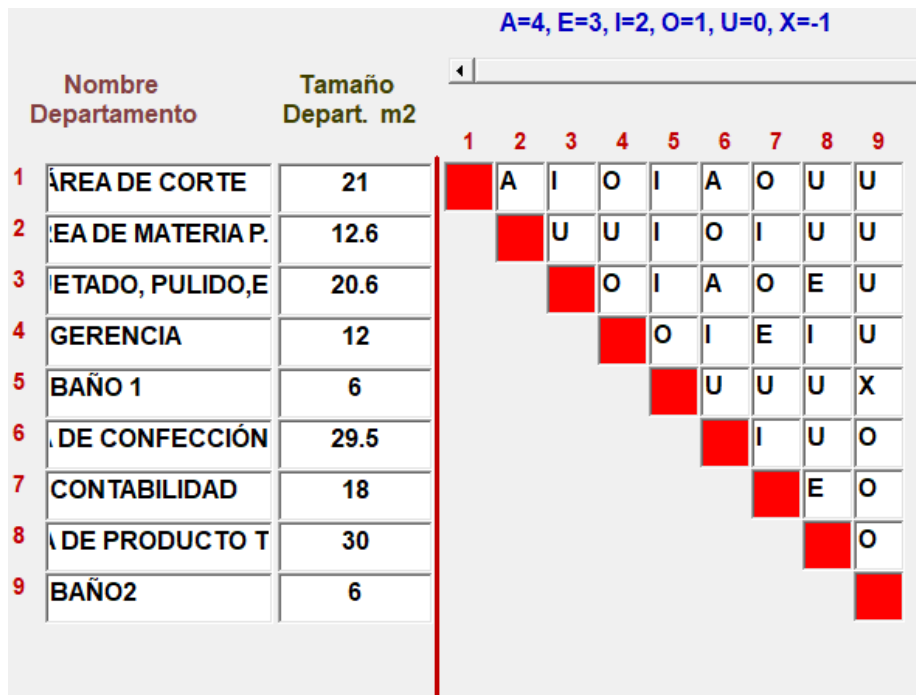 A=4, E=3, I=2, O=1, U=0, X=-1
Nombre Tamaño
Departamento Depart. m2
1 2 3 4 5 6 7 8 9
1 ÁREA DE CORTE 21 A I O I A O U U
2 REA DE MATERIA P. 12.6 U U I O I U U
3 ETADO, PULIDO,E 20.6 O I A O E U
4 GERENCIA 12 O I E I U
5 BAÑO 1 6 U U U X
6 DE CONFECCIÓN 29.5 I U O
7 CONTABILIDAD 18 E O
8 DE PRODUCTO T 30 O
9 BAÑO2 6